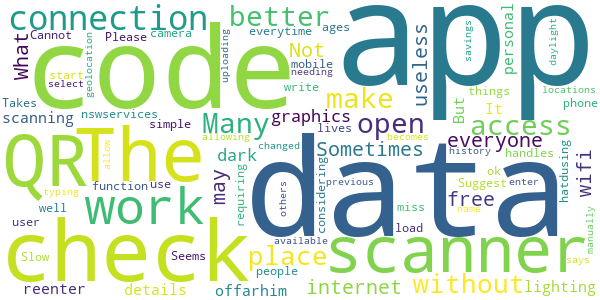 connection
better
ages
app
What
Cannot
camera
everytime
Please
code
Not
geolocation
uploading
needing
useless
personal
savings
daylight
start
select
mobile
write
But
things
It
locations
Takes
nswservices
graphics
make
phone
scanning
simple
Many
lives
open
access
QR
The
allow
allowing
changed
becomes
everyone
dark
Sometimes
history
handles
ok
hatdusing
wifi
function
use
requiring
others
considering
previous
data
free
Suggest
enter
typing
may
work
miss
name
manually
well
user
check
load
scanner
available
says
Slow
Seems
place
people
internet
without
lighting
reenter
details
offarhim